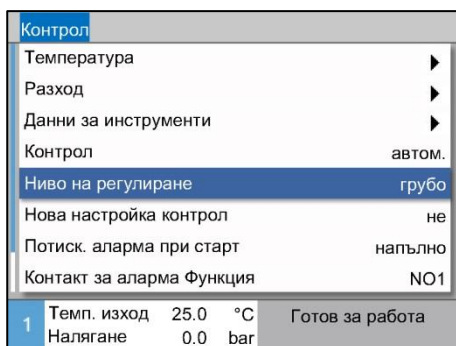 Контрол
Температура
Разход
Данни за инструменти
Контрол автом.
Ниво на регулиране грубо
Нова настройка контрол не
Потиск. аларма при старт напълно
Контакт за аларма Функция NO1
1 Темп. изход 25.0 °C Готов за работа
Налягане 0.0 bar